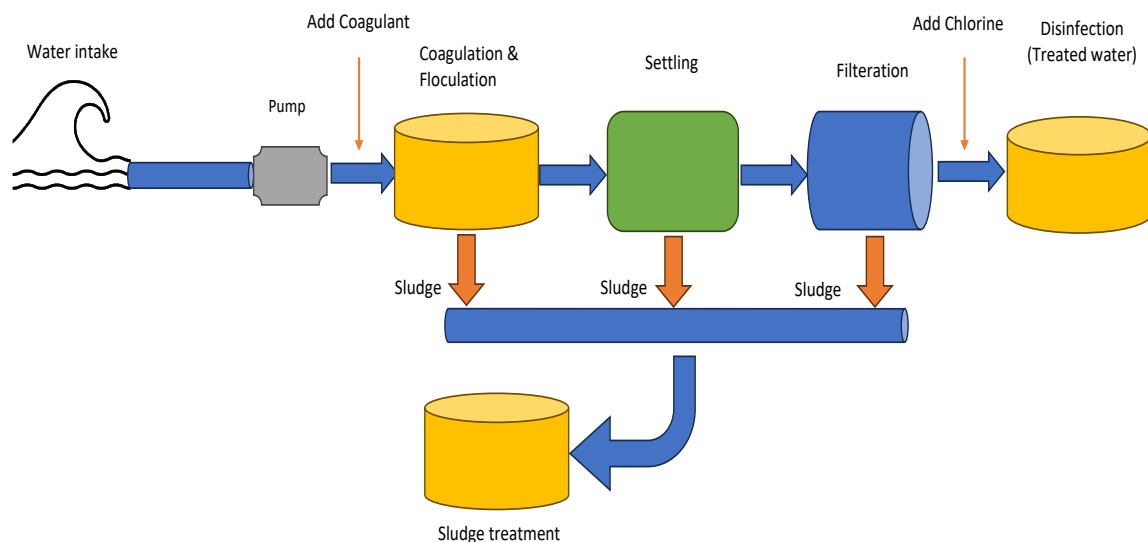 Water intake
Pump
Add Coagulant
Coagulation &
Floculation
Settling
Filteration
Add Chlorine
Disinfection
(Treated water)
Sludge
Sludge
Sludge
Sludge treatment